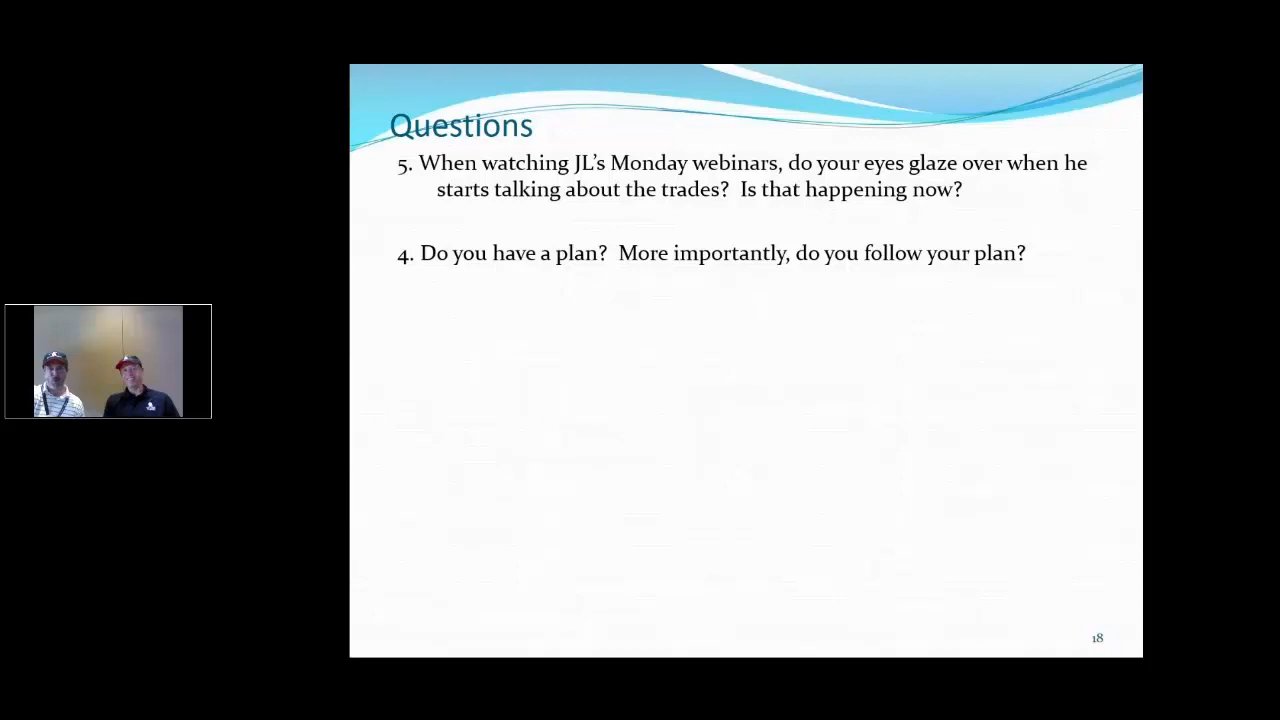 Questions
5. When watching JL's Monday webinars, do your eyes glaze over when he
starts talking about the trades?  Is that happening now?
4. Do you have a plan?  More importantly, do you follow your plan?
18